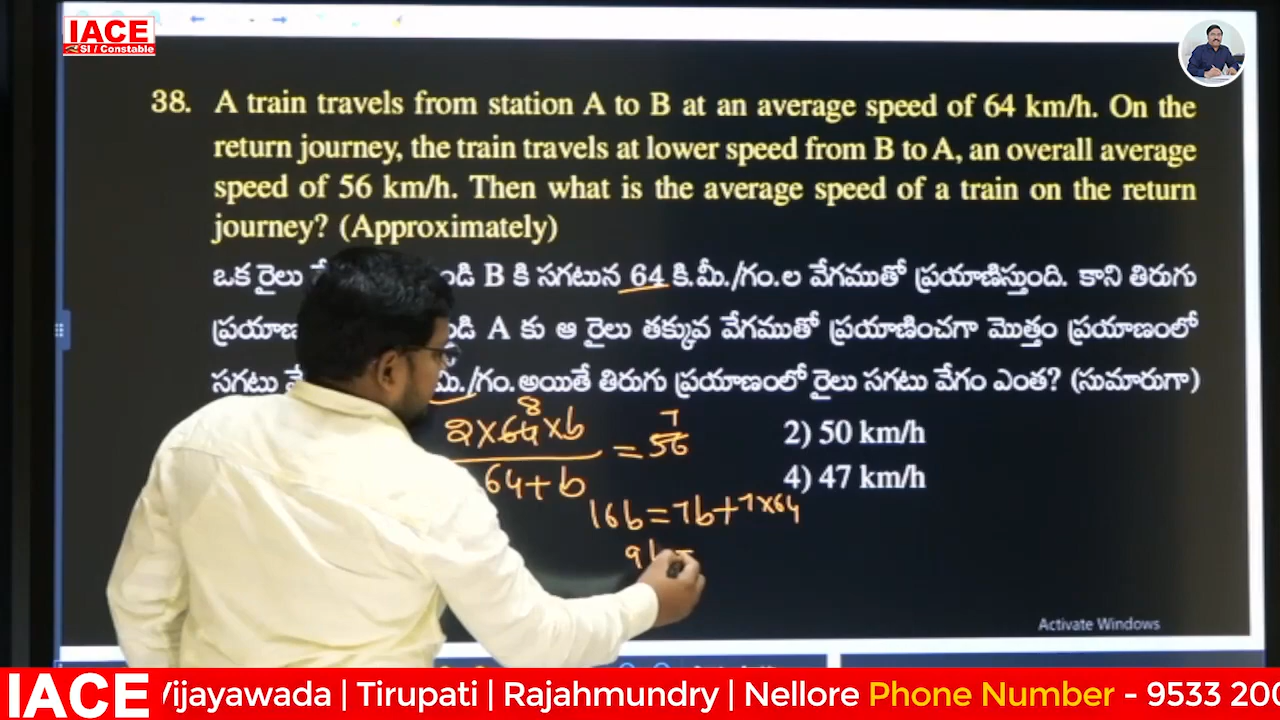 IACE
SI / Constable
38. A train travels from station A to B at an average speed of 64 km/h. On the
return journey, the train travels at lower speed from B to A, an overall average
speed of 56 km/h. Then what is the average speed of a train on the return
journey? (Approximately)
ఒక రైలు B కి సగటున 64 కి.మీ./గం.ల వేగముతో ప్రయాణిస్తుంది. కాని తిరుగు
A కు ఆ రైలు తక్కువ వేగముతో ప్రయాణించగా మొత్తం ప్రయాణంలో
సగటు మీ./గం. అయితే తిరుగు ప్రయాణంలో రైలు సగటు వేగం ఎంత? (సుమారుగా)
8 7
2×64×b = 56
64+b
2) 50 km/h
4) 47 km/h
16b=7b+7×64
9b=
Activate Windows
IACE Vijayawada | Tirupati | Rajahmundry | Nellore Phone Number - 9533 200